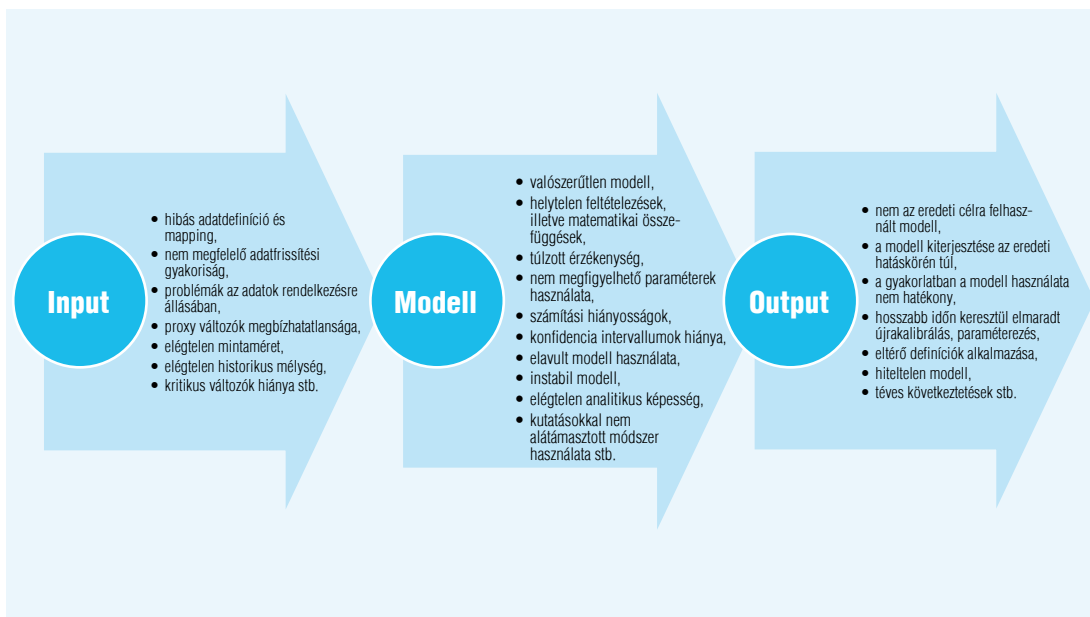 Input
• hibás adatdefiníció és
mapping,
• nem megfelelő adatfrissítési
gyakoriság,
• problémák az adatok rendelkezésre
állásában,
• proxy változók megbízhatatlansága,
• elégtelen mintaméret,
• elégtelen historikus mélység,
• kritikus változók hiánya stb.
Modell
• valószerűtlen modell,
• helytelen feltételezések,
illetve matematikai össze-
függések,
• túlzott érzékenység,
• nem megfigyelhető paraméterek
használata,
• számítási hiányosságok,
• konfidencia intervallumok hiánya,
• elavult modell használata,
• instabil modell,
• elégtelen analitikus képesség,
• kutatásokkal nem
alátámasztott módszer
használata stb.
Output
• nem az eredeti célra felhasz-
nált modell,
• a modell kiterjesztése az eredeti
hatáskörén túl,
• a gyakorlatban a modell használata
nem hatékony,
• hosszabb időn keresztül elmaradt
újrakalibrálás, paraméterezés,
• eltérő definíciók alkalmazása,
• hiteltelen modell,
• téves következtetések stb.